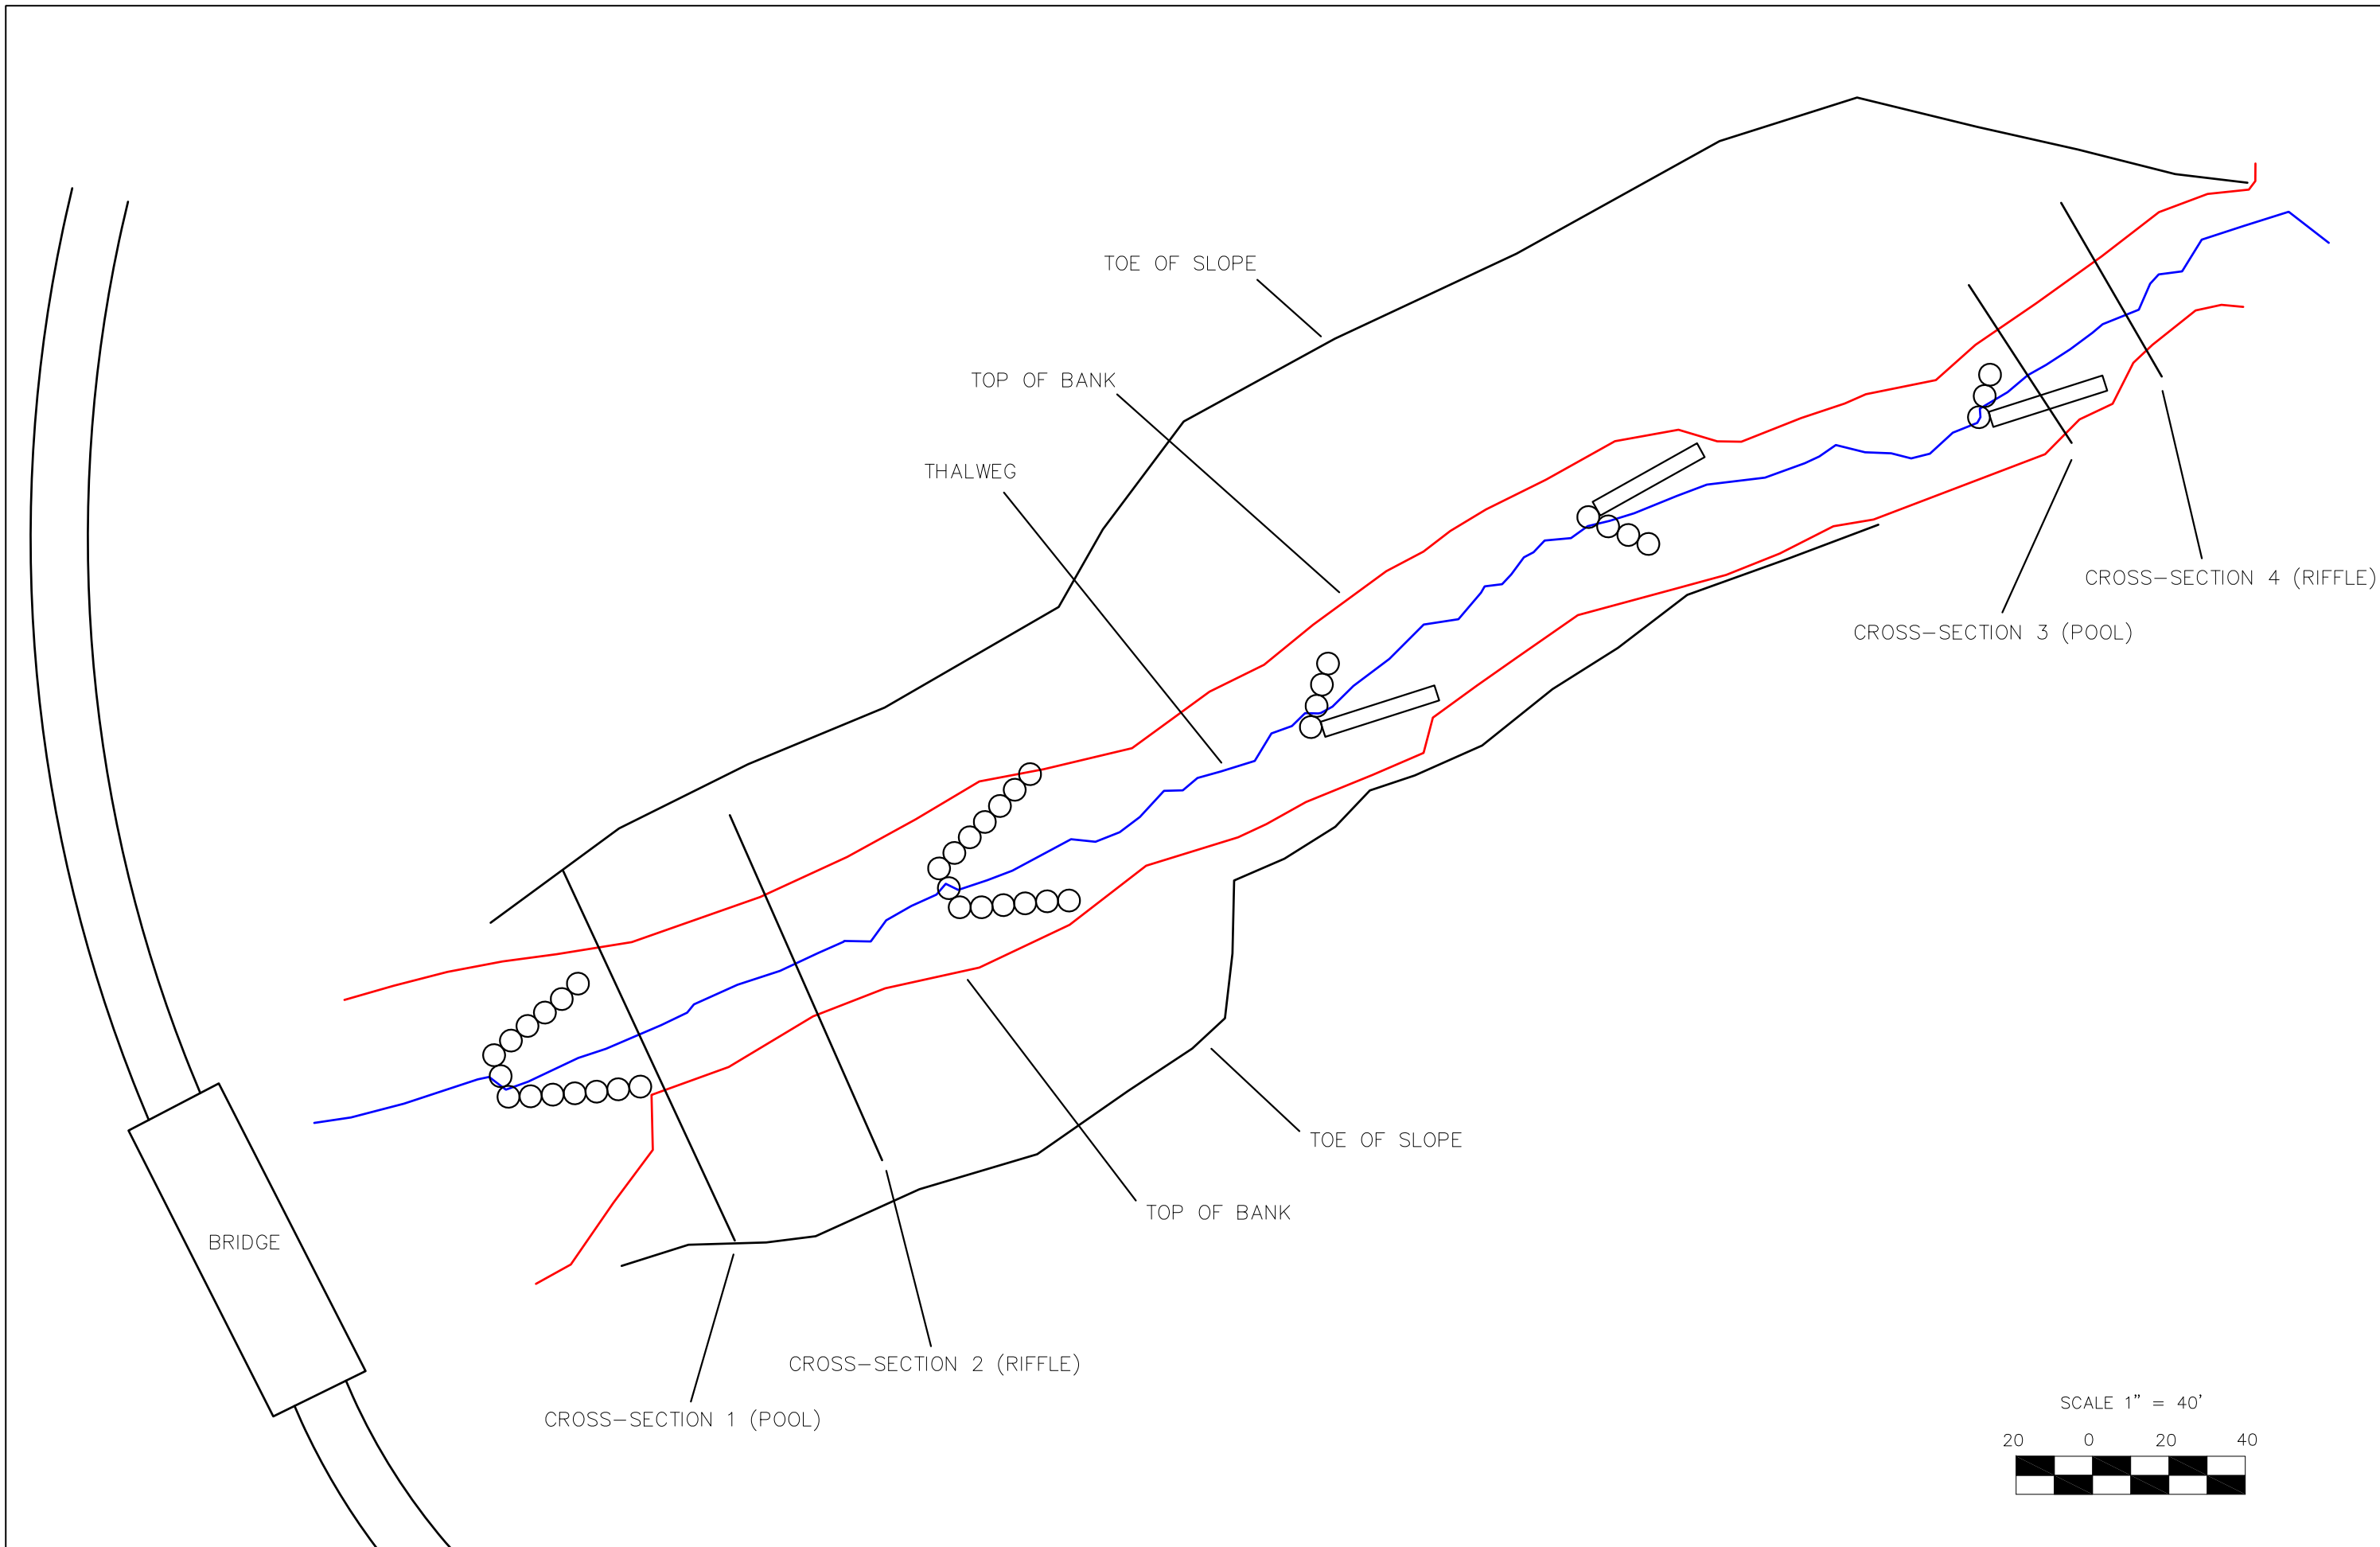 TOE OF SLOPE
TOP OF BANK
THALWEG
CROSS-SECTION 4 (RIFFLE)
CROSS-SECTION 3 (POOL)
TOE OF SLOPE
TOP OF BANK
BRIDGE
CROSS-SECTION 2 (RIFFLE)
CROSS-SECTION 1 (POOL)
SCALE 1" = 40'
20 0 20 40